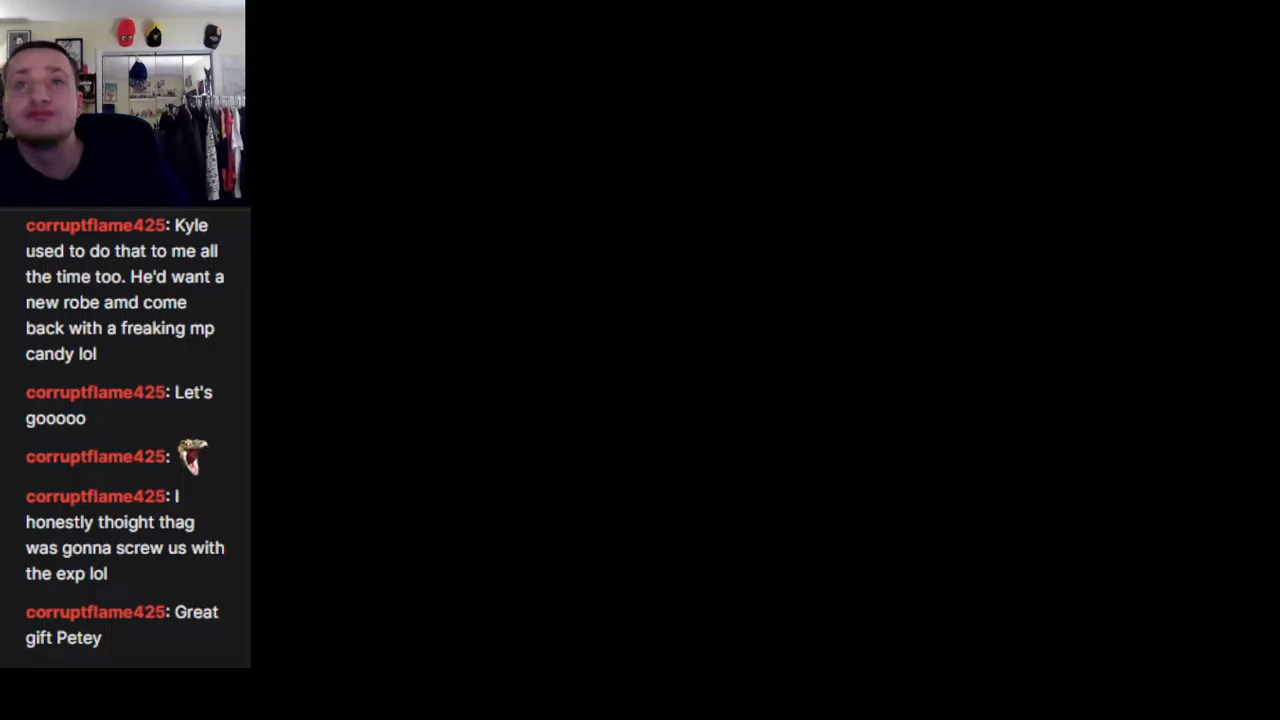 corruptflame425: Kyle
used to do that to me all
the time too. He'd want a
new robe amd come
back with a freaking mp
candy lol
corruptflame425: Let's
gooooo
corruptflame425:
corruptflame425: I
honestly thoight thag
was gonna screw us with
the exp lol
corruptflame425: Great
gift Petey